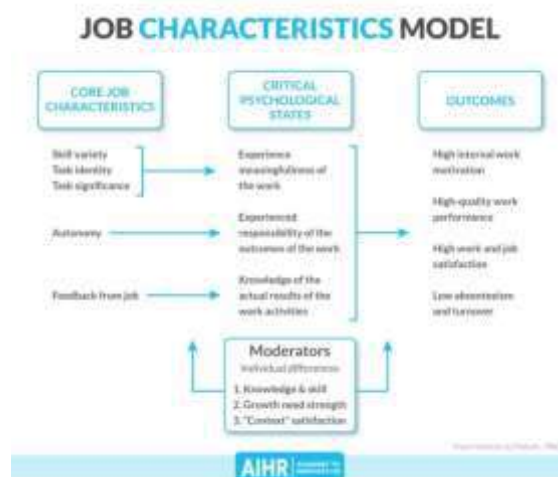 JOB CHARACTERISTICS MODEL
CORE JOB
CHARACTERISTICS
Skill variety
Task identity
Task significance
Autonomy
Feedback from job
CRITICAL
PSYCHOLOGICAL
STATES
Experience
meaningfullness of
the work
Experienced
responsibility of the
outcomes of the work
Knowledge of the
actual results of the
work activities
OUTCOMES
High internal work
motivation
High-quality work
performance
High work and job
satisfaction
Low absenteeism
and turnover
Moderators
Individual differences
1. Knowledge & skill
2. Growth need strength
3. "Context" satisfaction
AIHR